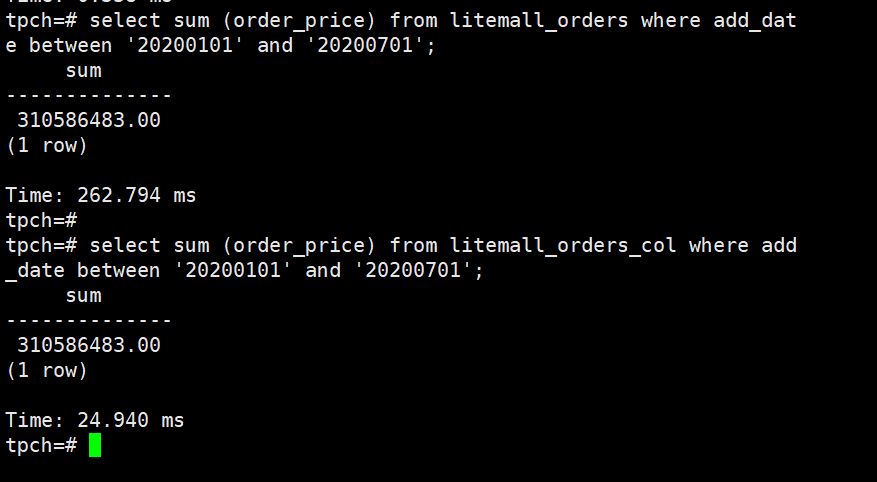 tpch=# select sum (order_price) from litemall_orders where add_dat
e between '20200101' and '20200701';
     sum
--------------
 310586483.00
(1 row)

Time: 262.794 ms
tpch=#
tpch=# select sum (order_price) from litemall_orders_col where add
_date between '20200101' and '20200701';
     sum
--------------
 310586483.00
(1 row)

Time: 24.940 ms
tpch=#